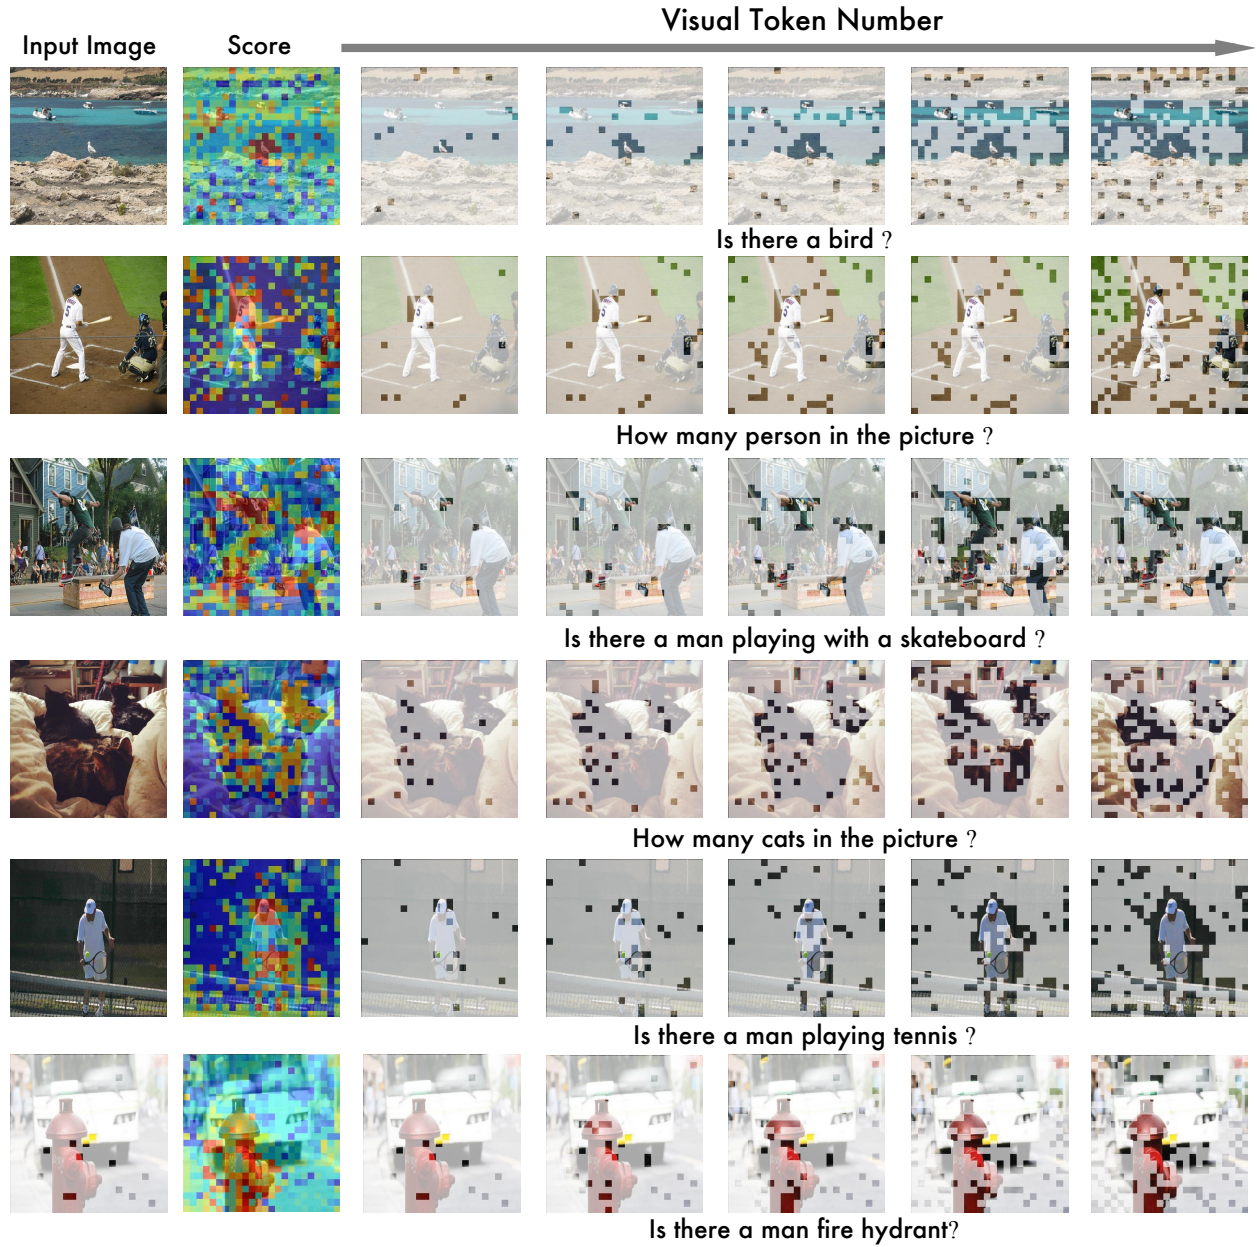 Visual Token Number
Input Image
Score
Is there a bird ?
5
How many person in the picture ?
Is there a man playing with a skateboard ?
How many cats in the picture ?
Is there a man playing tennis ?
Is there a man fire hydrant?